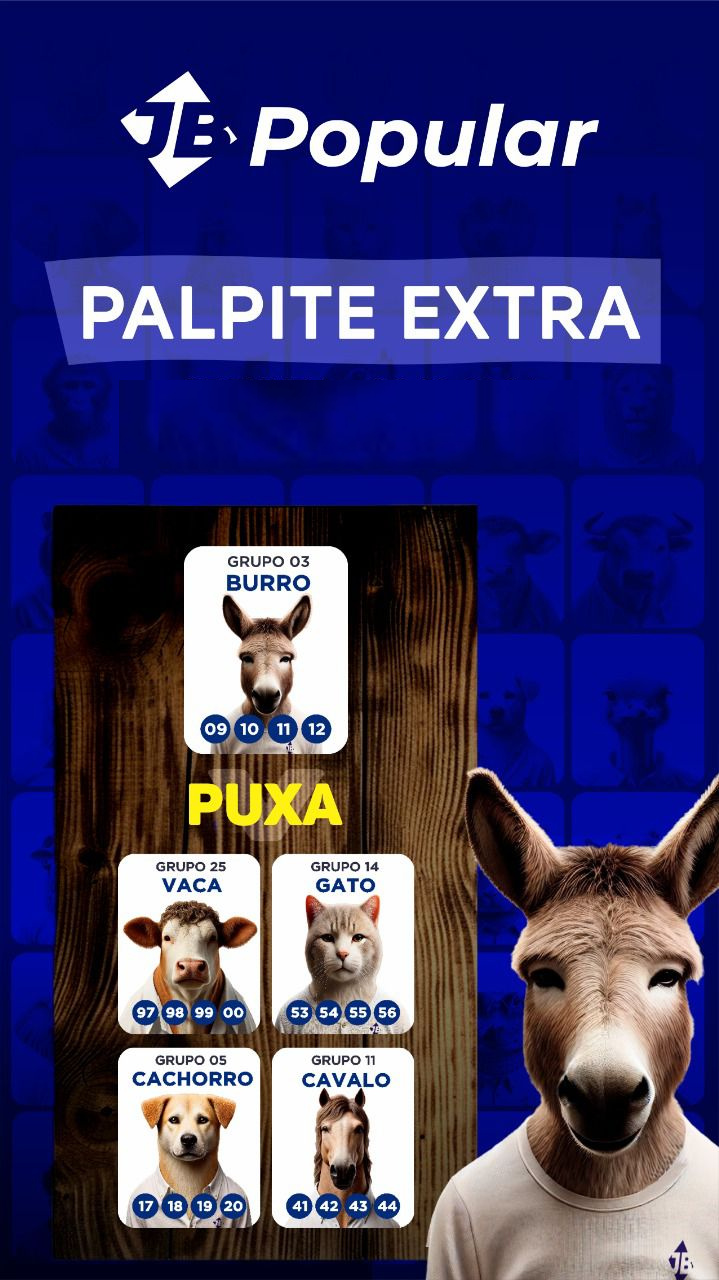 JB Popular
PALPITE EXTRA
GRUPO 03
BURRO
09 10 11 12
PUXA
GRUPO 25
VACA
97 98 99 00
GRUPO 14
GATO
53 54 55 56
GRUPO 05
CACHORRO
17 18 19 20
GRUPO 11
CAVALO
41 42 43 44
JB